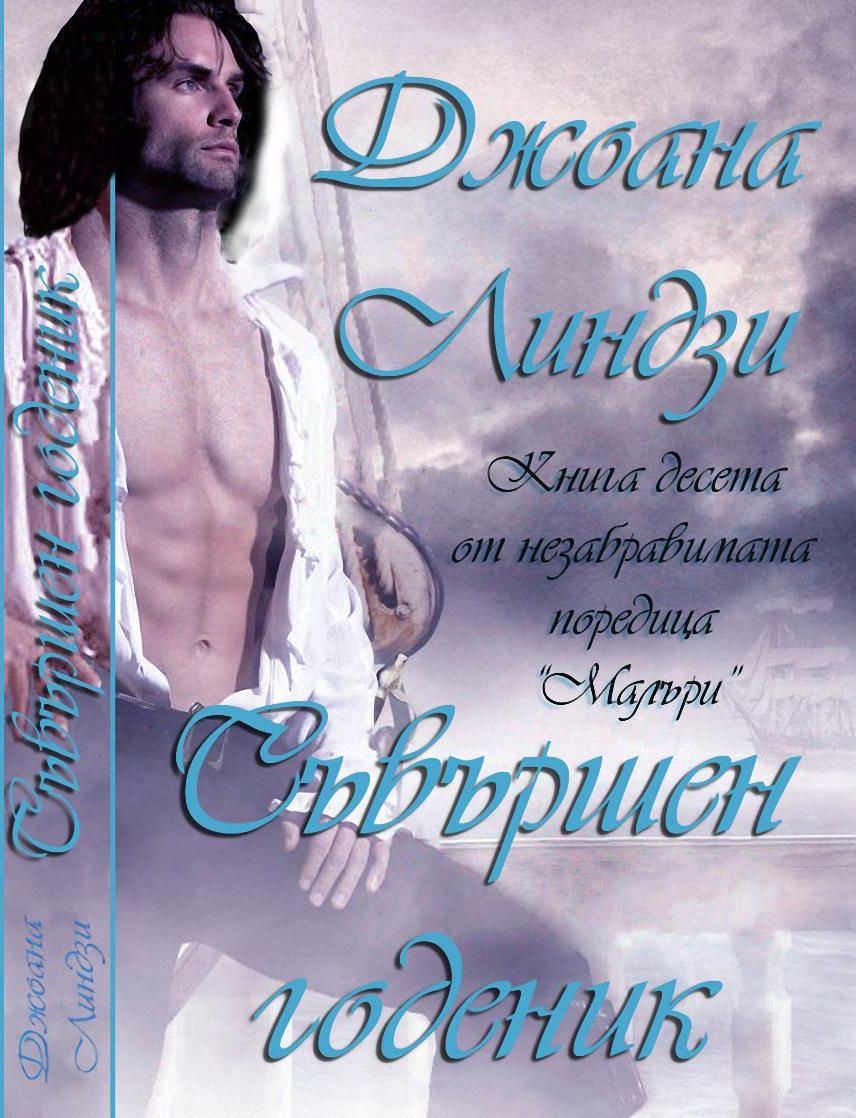 Джоана
Линдзи
Книга десета
от незабравимата
поредица
"Малъри"
Съвършен
годеник
Съвършен годеник
Джоана
Линдзи